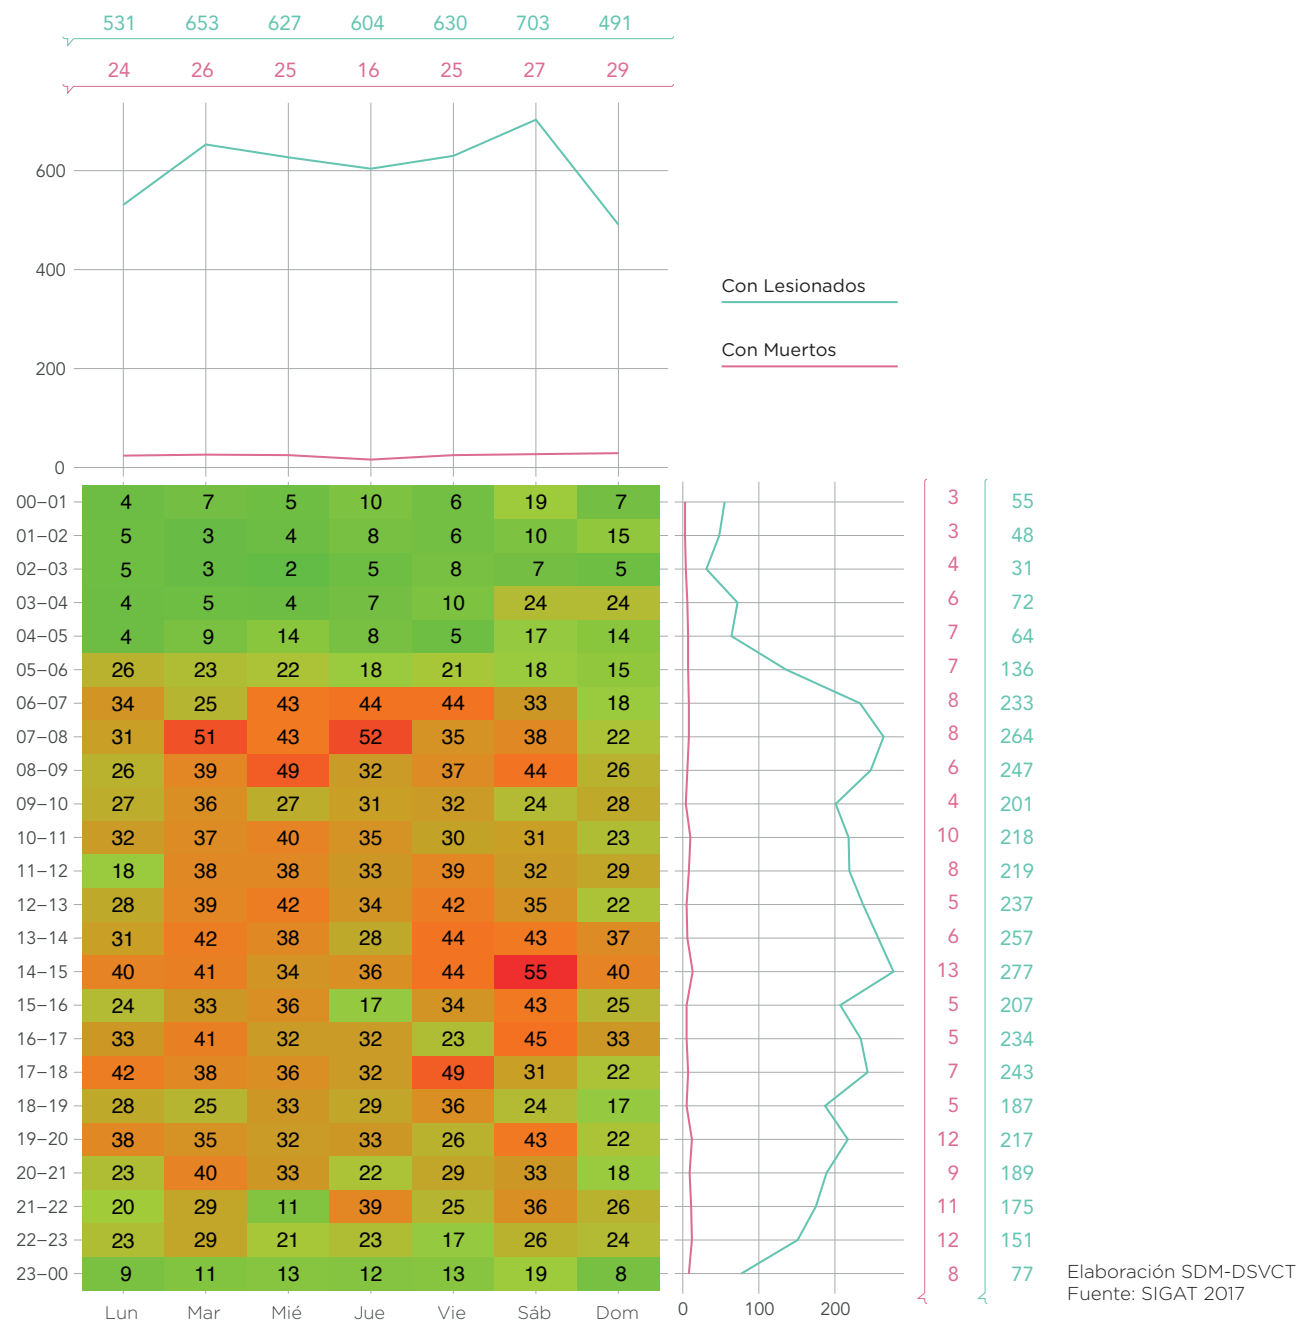 531 653 627 604 630 703 491
24 26 25 16 25 27 29
600
400
200
0
Con Lesionados
Con Muertos
00–01 4 7 5 10 6 19 7 3 55
01–02 5 3 4 8 6 10 15 3 48
02–03 5 3 2 5 8 7 5 4 31
03–04 4 5 4 7 10 24 24 6 72
04–05 4 9 14 8 5 17 14 7 64
05–06 26 23 22 18 21 18 15 7 136
06–07 34 25 43 44 44 33 18 8 233
07–08 31 51 43 52 35 38 22 8 264
08–09 26 39 49 32 37 44 26 6 247
09–10 27 36 27 31 32 24 28 4 201
10–11 32 37 40 35 30 31 23 10 218
11–12 18 38 38 33 39 32 29 8 219
12–13 28 39 42 34 42 35 22 5 237
13–14 31 42 38 28 44 43 37 6 257
14–15 40 41 34 36 44 55 40 13 277
15–16 24 33 36 17 34 43 25 5 207
16–17 33 41 32 32 23 45 33 5 234
17–18 42 38 36 32 49 31 22 7 243
18–19 28 25 33 29 36 24 17 5 187
19–20 38 35 32 33 26 43 22 12 217
20–21 23 40 33 22 29 33 18 9 189
21–22 20 29 11 39 25 36 26 11 175
22–23 23 29 21 23 17 26 24 12 151
23–00 9 11 13 12 13 19 8 8 77
Lun Mar Mié Jue Vie Sáb Dom
0 100 200
Elaboración SDM-DSVCT
Fuente: SIGAT 2017